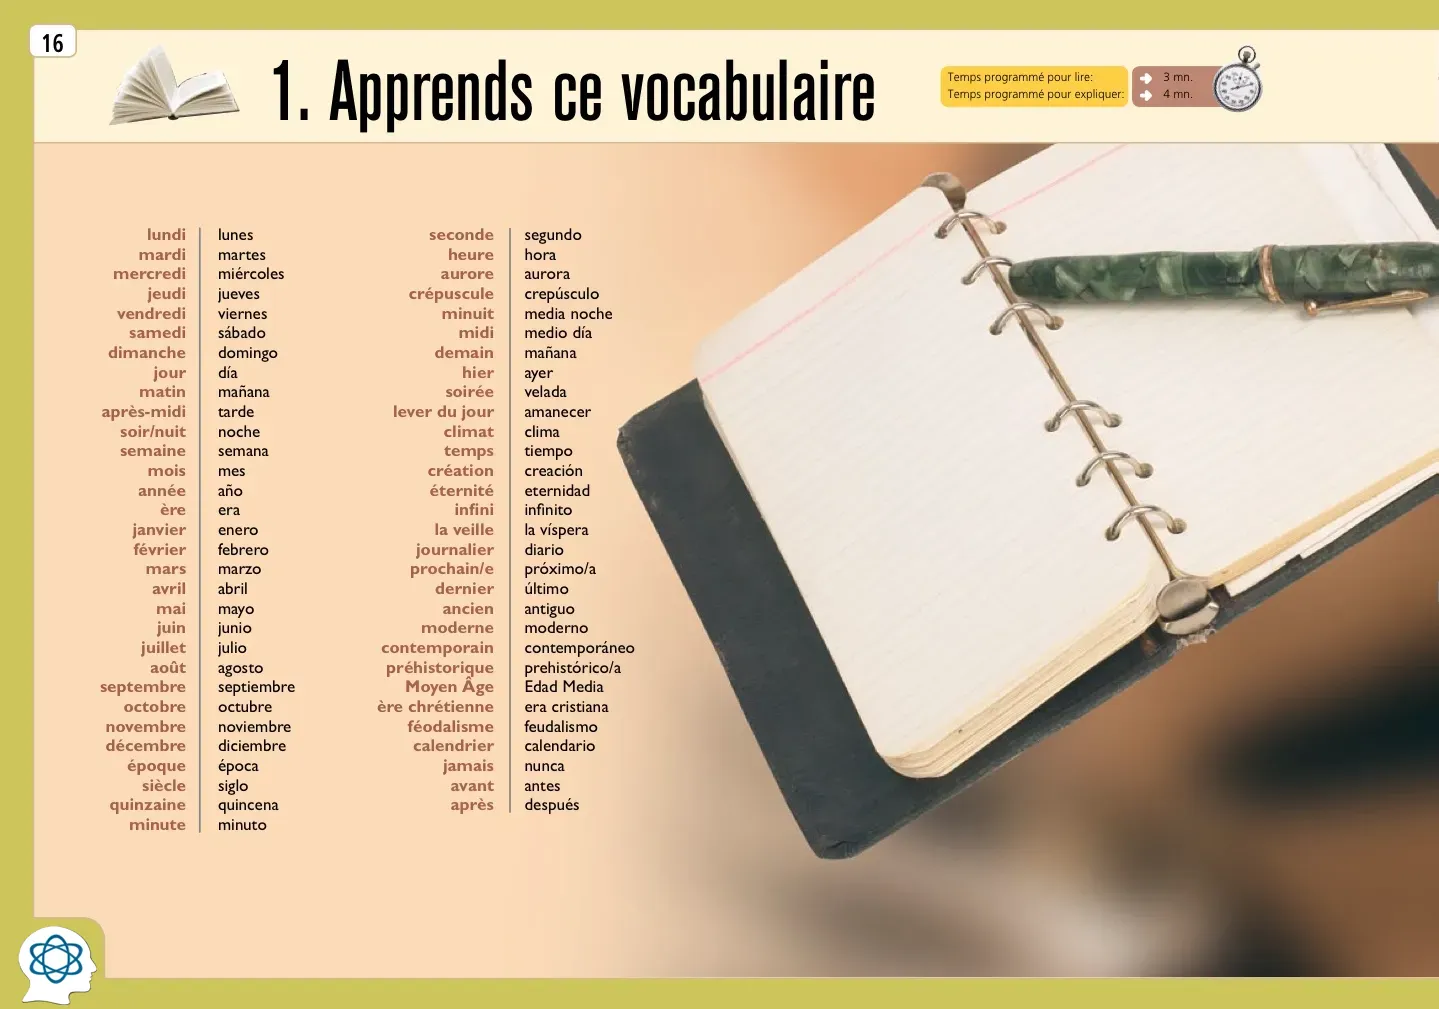 16
1. Apprends ce vocabulaire
Temps programmé pour lire: 3 mn.
Temps programmé pour expliquer: 4 mn.
lundi lunes
mardi martes
mercredi miércoles
jeudi jueves
vendredi viernes
samedi sábado
dimanche domingo
jour día
matin mañana
après-midi tarde
soir/nuit noche
semaine semana
mois mes
année año
ère era
janvier enero
février febrero
mars marzo
avril abril
mai mayo
juin junio
juillet julio
août agosto
septembre septiembre
octobre octubre
novembre noviembre
décembre diciembre
époque época
siècle siglo
quinzaine quincena
minute minuto
seconde segundo
heure hora
aurore aurora
crépuscule crepúsculo
minuit media noche
midi medio día
demain mañana
hier ayer
soirée velada
lever du jour amanecer
climat clima
temps tiempo
création creación
éternité eternidad
infini infinito
la veille la víspera
journalier diario
prochain/e próximo/a
dernier último
ancien antiguo
moderne moderno
contemporain contemporáneo
préhistorique prehistórico/a
Moyen Âge Edad Media
ère chrétienne era cristiana
féodalisme feudalismo
calendrier calendario
jamais nunca
avant antes
après después